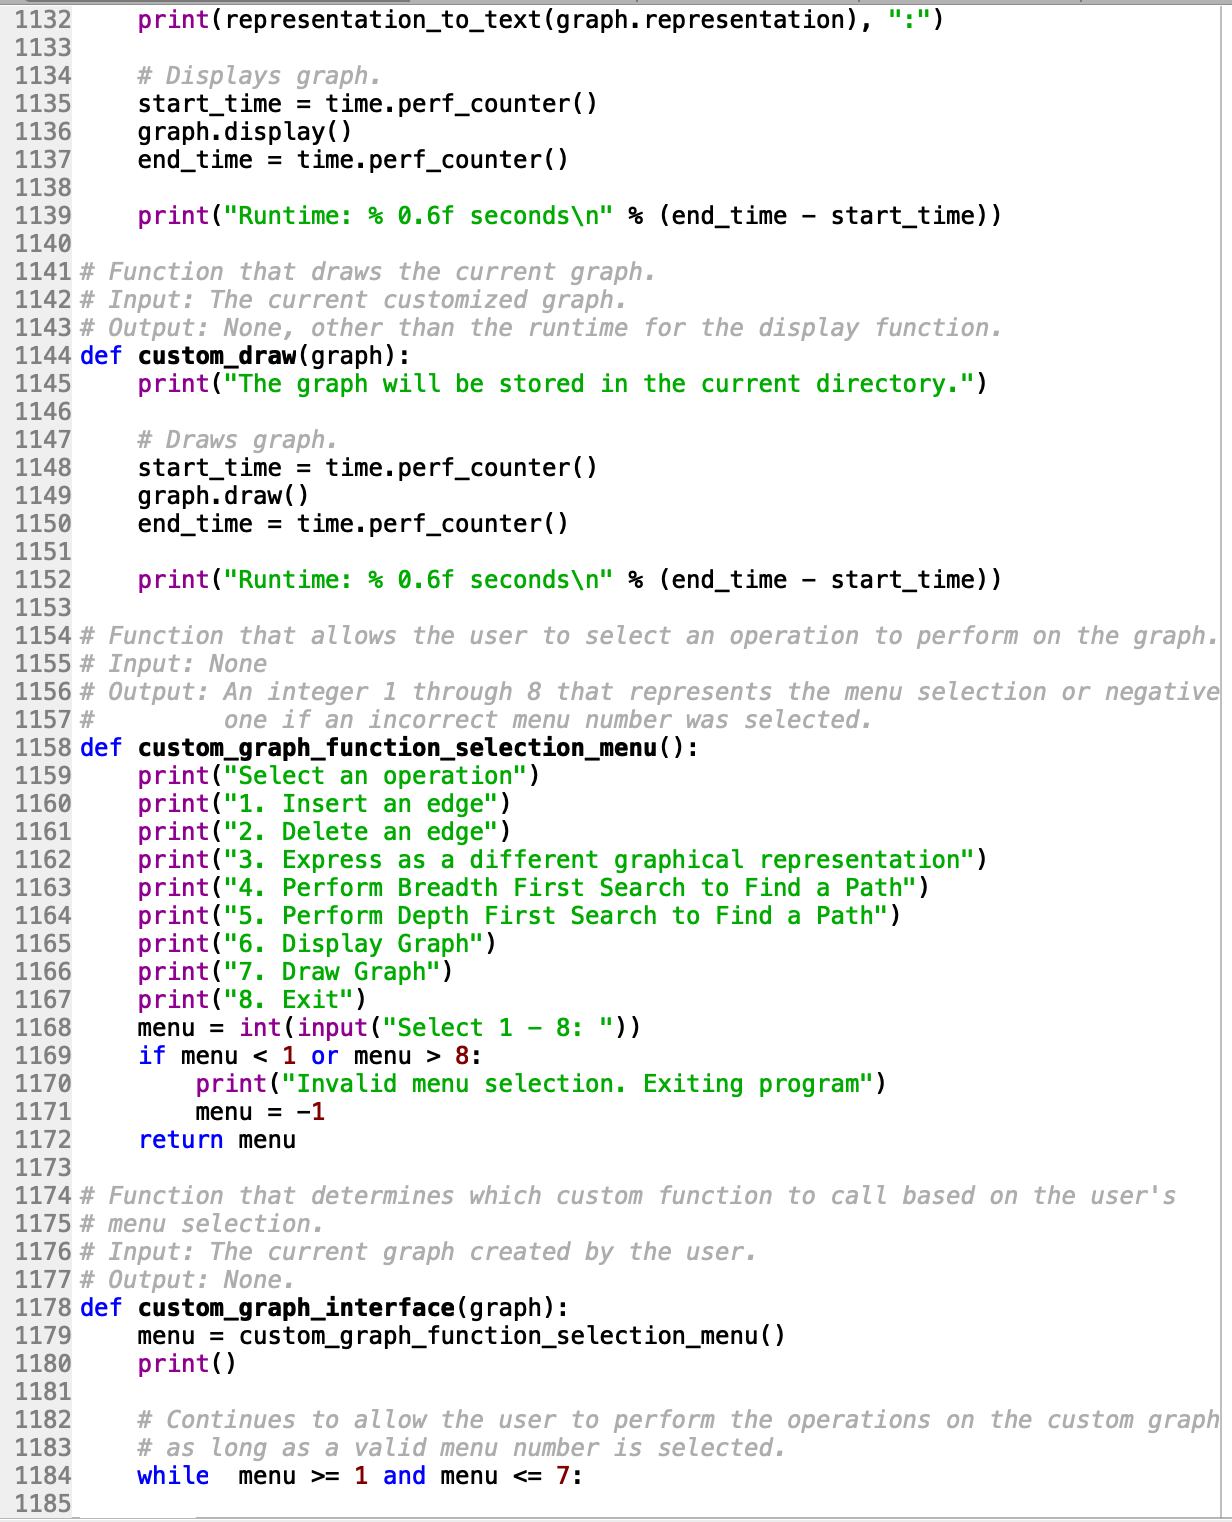 1132     print(representation_to_text(graph.representation), ":")
1133
1134     # Displays graph.
1135     start_time = time.perf_counter()
1136     graph.display()
1137     end_time = time.perf_counter()
1138
1139     print("Runtime: % 0.6f seconds\n" % (end_time - start_time))
1140
1141 # Function that draws the current graph.
1142 # Input: The current customized graph.
1143 # Output: None, other than the runtime for the display function.
1144 def custom_draw(graph):
1145     print("The graph will be stored in the current directory.")
1146
1147     # Draws graph.
1148     start_time = time.perf_counter()
1149     graph.draw()
1150     end_time = time.perf_counter()
1151
1152     print("Runtime: % 0.6f seconds\n" % (end_time - start_time))
1153
1154 # Function that allows the user to select an operation to perform on the graph.
1155 # Input: None
1156 # Output: An integer 1 through 8 that represents the menu selection or negative
1157 #         one if an incorrect menu number was selected.
1158 def custom_graph_function_selection_menu():
1159     print("Select an operation")
1160     print("1. Insert an edge")
1161     print("2. Delete an edge")
1162     print("3. Express as a different graphical representation")
1163     print("4. Perform Breadth First Search to Find a Path")
1164     print("5. Perform Depth First Search to Find a Path")
1165     print("6. Display Graph")
1166     print("7. Draw Graph")
1167     print("8. Exit")
1168     menu = int(input("Select 1 - 8: "))
1169     if menu < 1 or menu > 8:
1170         print("Invalid menu selection. Exiting program")
1171         menu = -1
1172     return menu
1173
1174 # Function that determines which custom function to call based on the user's
1175 # menu selection.
1176 # Input: The current graph created by the user.
1177 # Output: None.
1178 def custom_graph_interface(graph):
1179     menu = custom_graph_function_selection_menu()
1180     print()
1181
1182     # Continues to allow the user to perform the operations on the custom graph
1183     # as long as a valid menu number is selected.
1184     while  menu >= 1 and menu <= 7:
1185